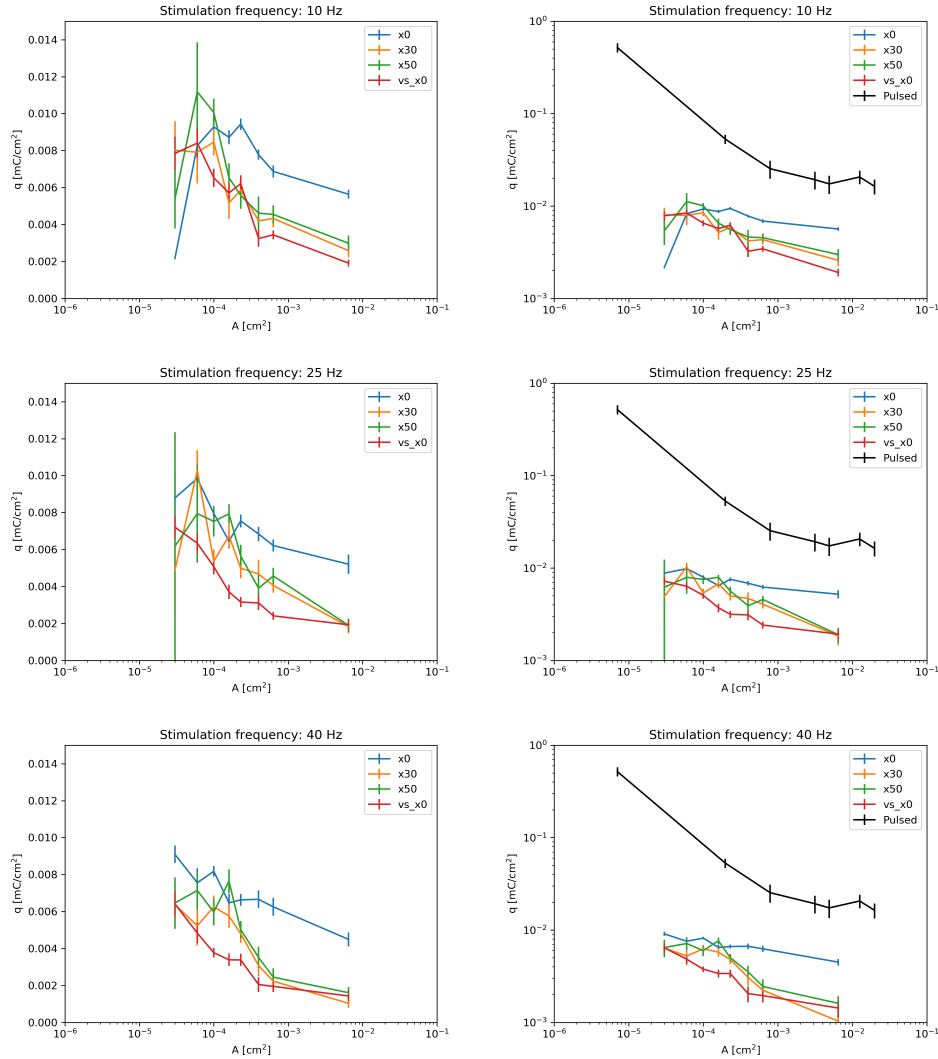 Stimulation frequency: 10 Hz
q [mC/cm²]
0.014
0.012
0.010
0.008
0.006
0.004
0.002
0.000
10⁻⁶ 10⁻⁵ 10⁻⁴ 10⁻³ 10⁻² 10⁻¹
A [cm²]
x0
x30
x50
vs_x0
Stimulation frequency: 10 Hz
q [mC/cm²]
10⁰
10⁻¹
10⁻²
10⁻³
10⁻⁶ 10⁻⁵ 10⁻⁴ 10⁻³ 10⁻² 10⁻¹
A [cm²]
x0
x30
x50
vs_x0
Pulsed
Stimulation frequency: 25 Hz
q [mC/cm²]
0.014
0.012
0.010
0.008
0.006
0.004
0.002
0.000
10⁻⁶ 10⁻⁵ 10⁻⁴ 10⁻³ 10⁻² 10⁻¹
A [cm²]
x0
x30
x50
vs_x0
Stimulation frequency: 25 Hz
q [mC/cm²]
10⁰
10⁻¹
10⁻²
10⁻³
10⁻⁶ 10⁻⁵ 10⁻⁴ 10⁻³ 10⁻² 10⁻¹
A [cm²]
x0
x30
x50
vs_x0
Pulsed
Stimulation frequency: 40 Hz
q [mC/cm²]
0.014
0.012
0.010
0.008
0.006
0.004
0.002
0.000
10⁻⁶ 10⁻⁵ 10⁻⁴ 10⁻³ 10⁻² 10⁻¹
A [cm²]
x0
x30
x50
vs_x0
Stimulation frequency: 40 Hz
q [mC/cm²]
10⁰
10⁻¹
10⁻²
10⁻³
10⁻⁶ 10⁻⁵ 10⁻⁴ 10⁻³ 10⁻² 10⁻¹
A [cm²]
x0
x30
x50
vs_x0
Pulsed